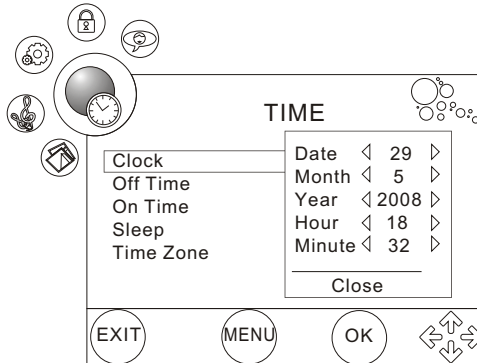 TIME
Clock
Off Time
On Time
Sleep
Time Zone
Date 29
Month 5
Year 2008
Hour 18
Minute 32
Close
EXIT MENU OK